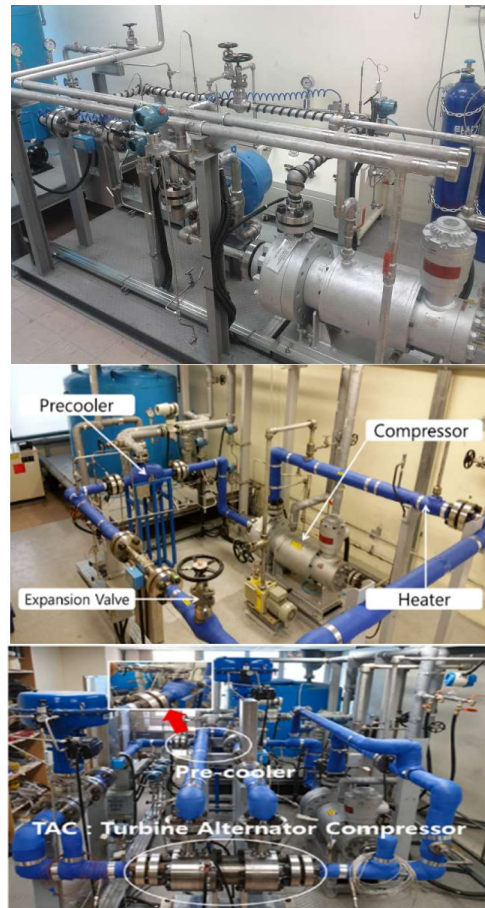 Precooler
Compressor
Expansion Valve
Heater
Pre-cooler
TAC : Turbine Alternator Compressor